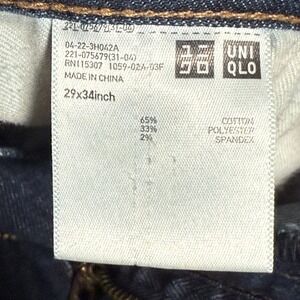 04-22-3H042A
221-075679(31-04)
RN115307 1059-02A-03F
MADE IN CHINA
UNI
QLO
29x34inch
65% COTTON
33% POLYESTER
2% SPANDEX